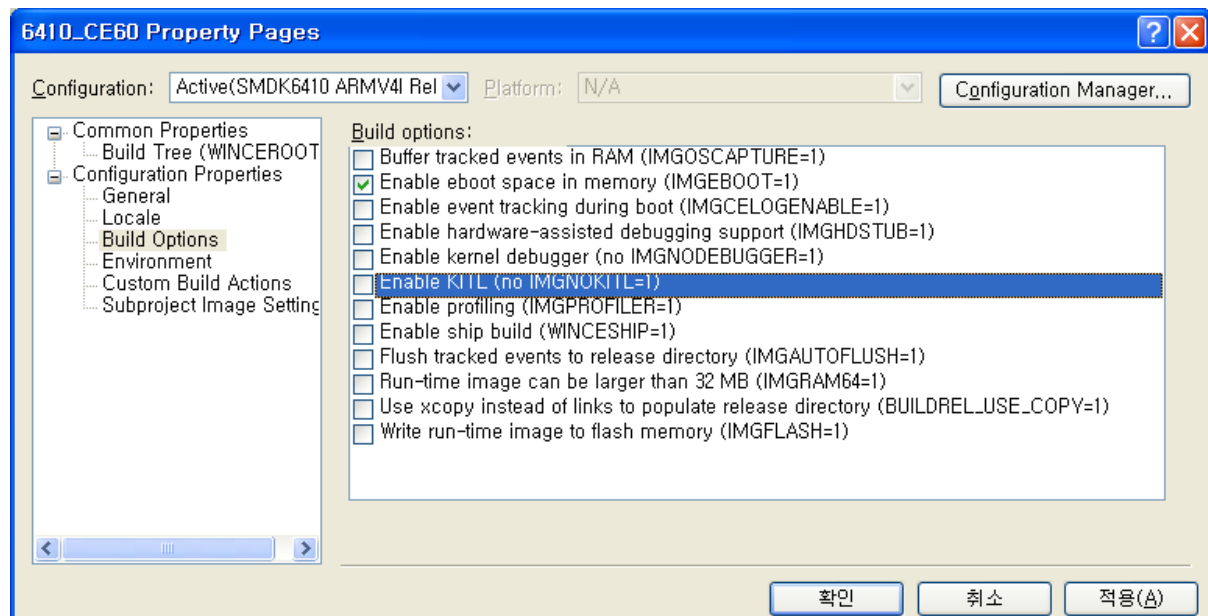 6410_CE60 Property Pages
Configuration: Active(SMDK6410 ARMV4I Rel Platform: N/A Configuration Manager...
Common Properties
Build Tree (WINCEROOT
Configuration Properties
General
Locale
Build Options
Environment
Custom Build Actions
Subproject Image Setting
Build options:
Buffer tracked events in RAM (IMGOSCAPTURE=1)
Enable eboot space in memory (IMGEBOOT=1)
Enable event tracking during boot (IMGCELOGENABLE=1)
Enable hardware-assisted debugging support (IMGHDSTUB=1)
Enable kernel debugger (no IMGNODEBUGGER=1)
Enable KITL (no IMGNOKITL=1)
Enable profiling (IMGPROFILER=1)
Enable ship build (WINCESHIP=1)
Flush tracked events to release directory (IMGAUTOFLUSH=1)
Run-time image can be larger than 32 MB (IMGRAM64=1)
Use xcopy instead of links to populate release directory (BUILDREL_USE_COPY=1)
Write run-time image to flash memory (IMGFLASH=1)
확인 취소 적용(A)